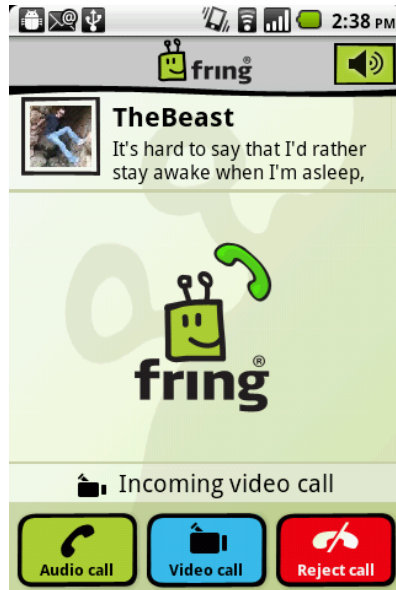 2:38 PM
fring®
TheBeast
It's hard to say that I'd rather
stay awake when I'm asleep,
fring®
Incoming video call
Audio call
Video call
Reject call